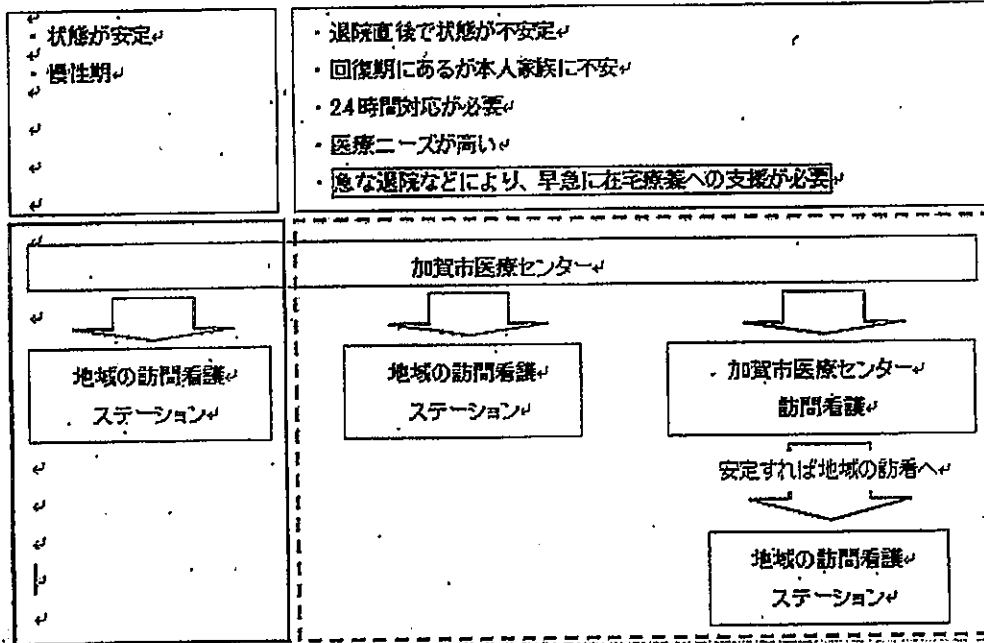 ・状態が安定
・慢性期
・退院直後で状態が不安定
・回復期にあるが本人家族に不安
・24時間対応が必要
・医療ニーズが高い
・急な退院などにより、早急に在宅療養への支援が必要
加賀市医療センター
地域の訪問看護
ステーション
地域の訪問看護
ステーション
加賀市医療センター
訪問看護
安定すれば地域の訪看へ
地域の訪問看護
ステーション